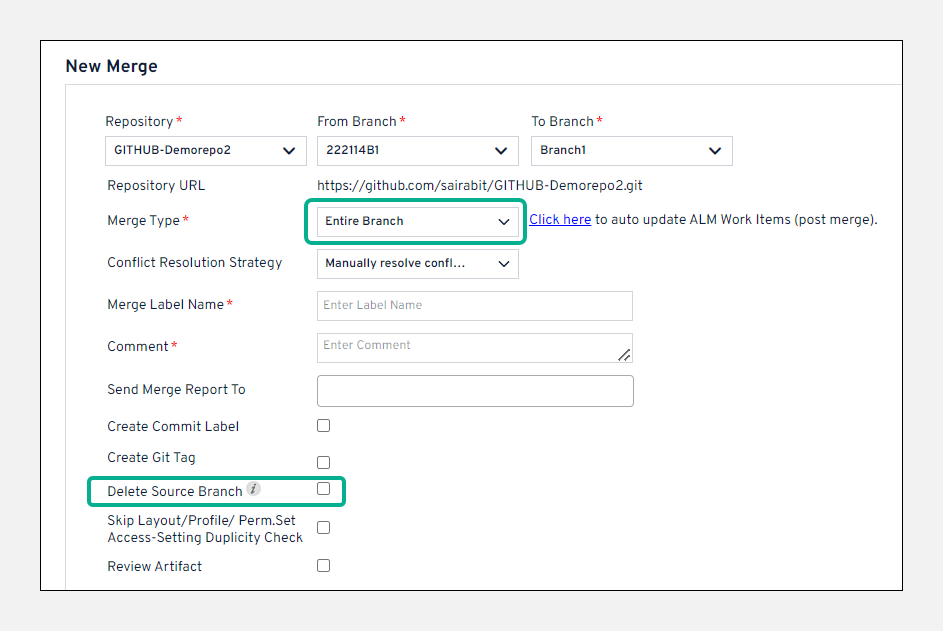 New Merge
Repository * From Branch * To Branch *
GITHUB-Demorepo2 222114B1 Branch1
Repository URL https://github.com/sairabit/GITHUB-Demorepo2.git
Merge Type * Entire Branch Click here to auto update ALM Work Items (post merge).
Conflict Resolution Strategy Manually resolve confl...
Merge Label Name * Enter Label Name
Comment * Enter Comment
Send Merge Report To
Create Commit Label
Create Git Tag
Delete Source Branch i
Skip Layout/Profile/ Perm.Set
Access-Setting Duplicity Check
Review Artifact